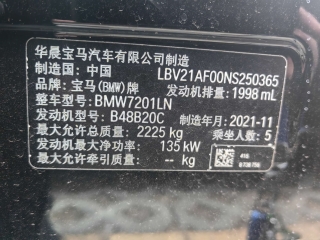 华晨宝马汽车有限公司制造
制造国：中国 LBV21AF00NS250365
品牌：宝马(BMW)牌 发动机排量：1998 mL
整车型号：BMW7201LN
发动机型号：B48B20C 制造年月：2021-11
最大允许总质量：2225 kg 乘坐人数：5
发动机最大净功率：135 kW
最大允许牵引质量：-- kg